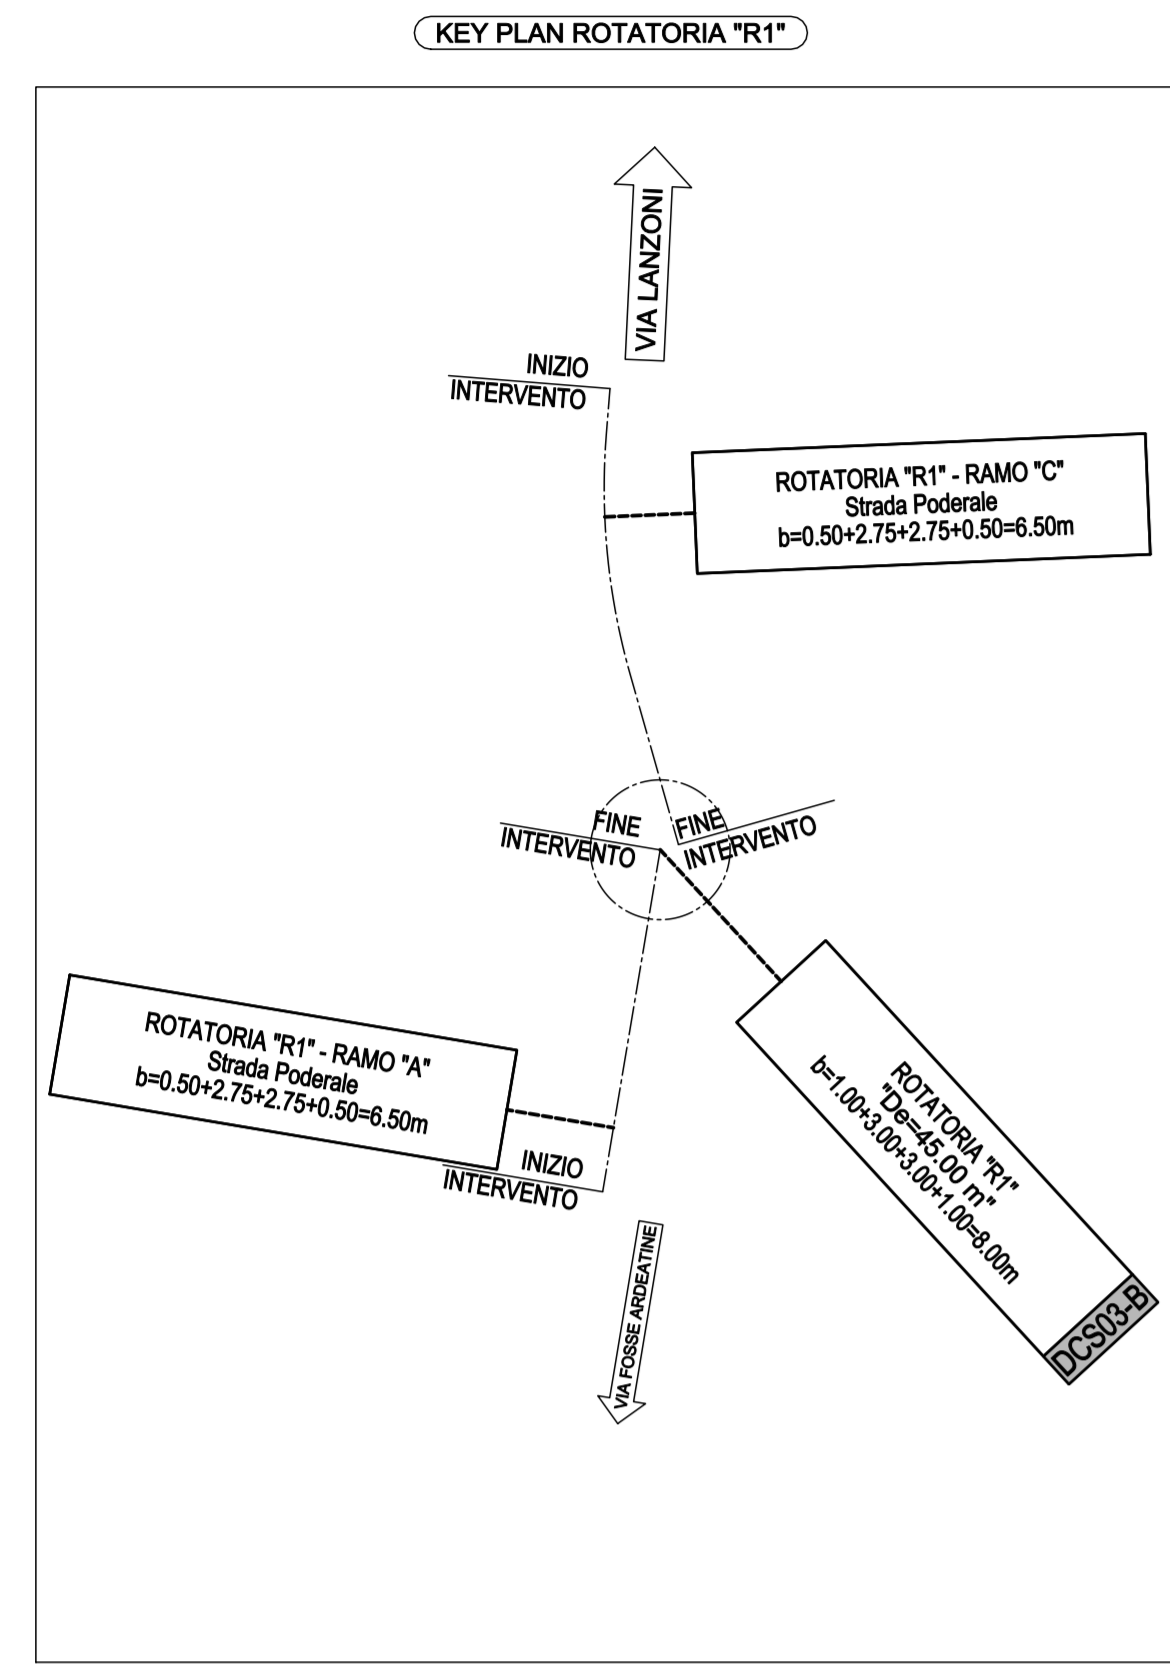 KEY PLAN ROTATORIA "R1"
VIA LANZONI
INIZIO
INTERVENTO
ROTATORIA "R1" - RAMO "C"
Strada Poderale
b=0.50+2.75+2.75+0.50=6.50m
FINE
INTERVENTO
FINE
INTERVENTO
ROTATORIA "R1" - RAMO "A"
Strada Poderale
b=0.50+2.75+2.75+0.50=6.50m
INIZIO
INTERVENTO
ROTATORIA "R1"
"De=45.00 m"
b=1.00+3.00+3.00+1.00=8.00m
DCS03-B
VIA FOSSE ARDEATINE